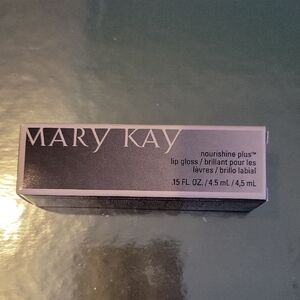 MARY KAY
nourishine plus™
lip gloss / brillant pour les
lèvres / brillo labial
.15 FL. OZ. / 4.5 mL / 4,5 mL